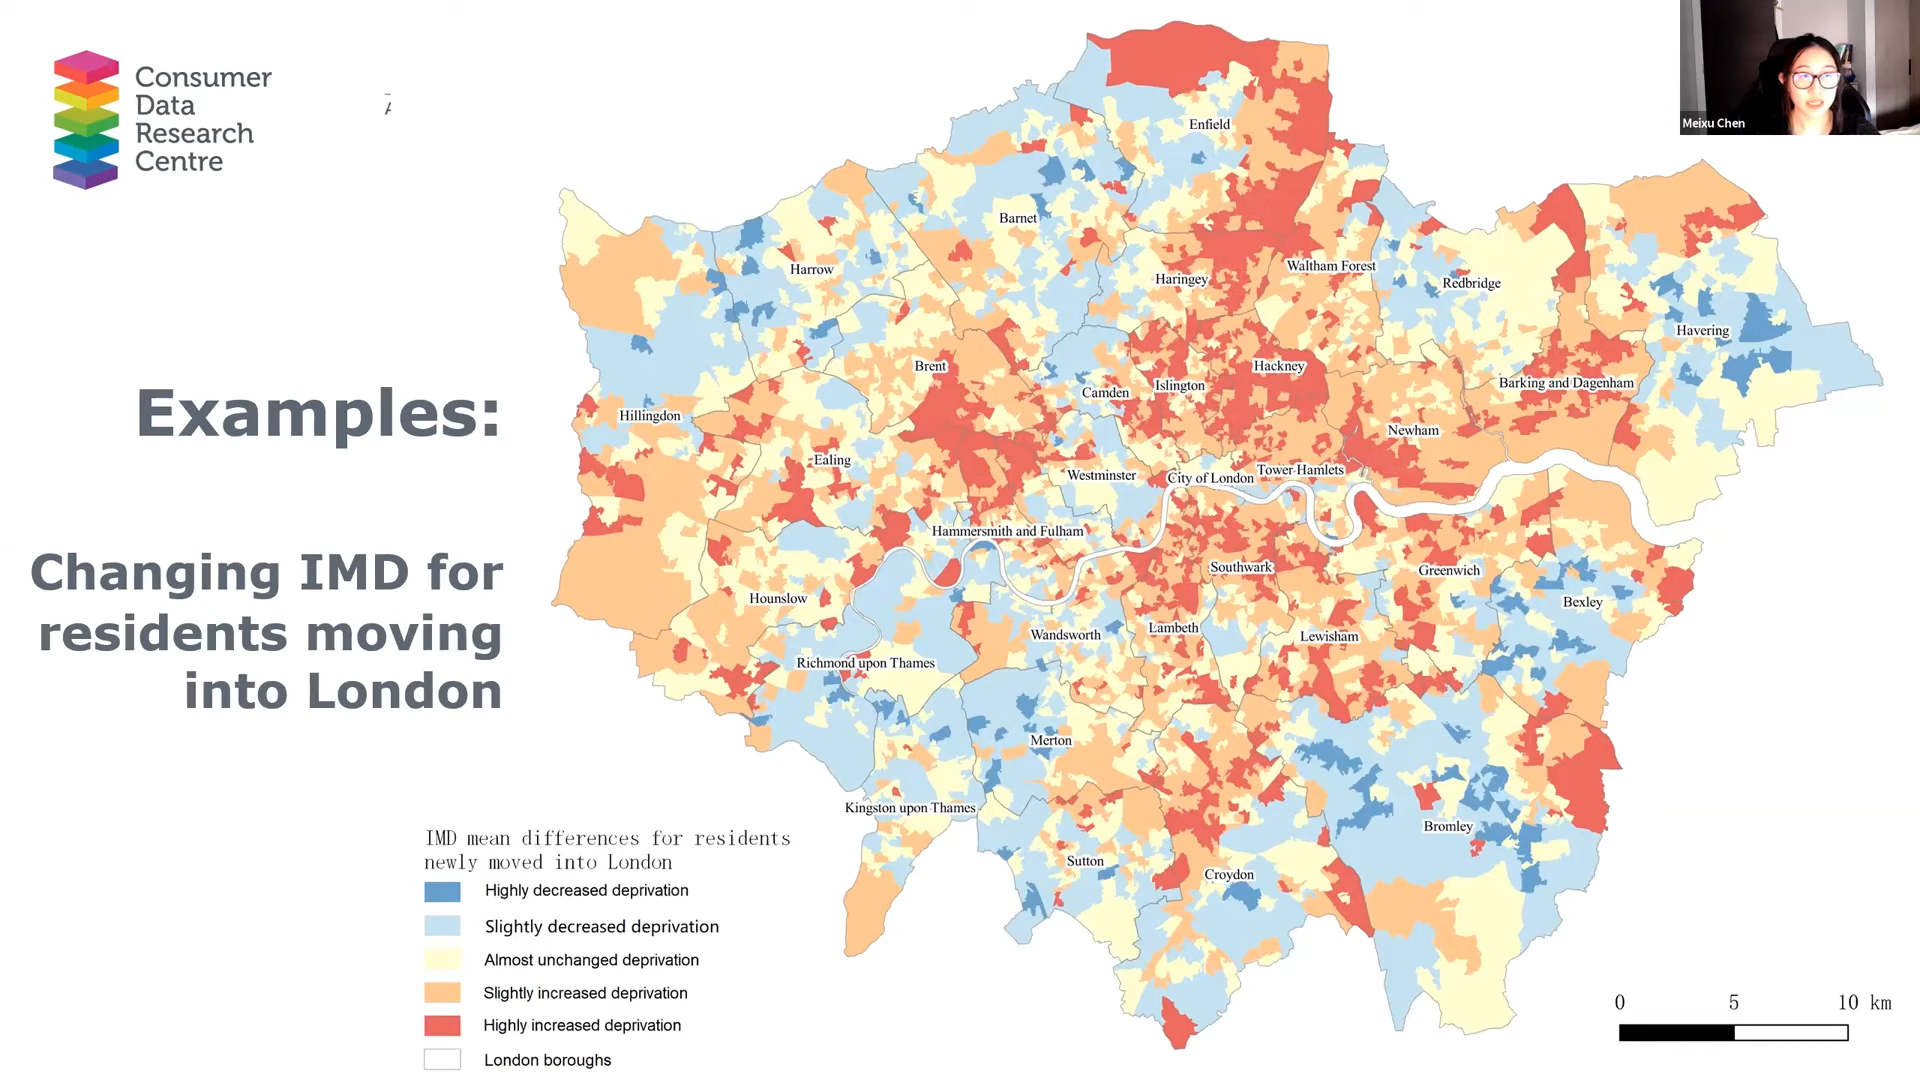 Consumer
Data
Research
Centre
Examples:
Changing IMD for
residents moving
into London
Meixu Chen
Enfield
Barnet
Harrow
Haringey
Waltham Forest
Redbridge
Havering
Brent
Hackney
Islington
Camden
Barking and Dagenham
Hillingdon
Newham
Ealing
Westminster
City of London
Tower Hamlets
Hammersmith and Fulham
Southwark
Greenwich
Hounslow
Bexley
Wandsworth
Lambeth
Lewisham
Richmond upon Thames
Merton
Kingston upon Thames
Bromley
Sutton
Croydon
IMD mean differences for residents
newly moved into London
Highly decreased deprivation
Slightly decreased deprivation
Almost unchanged deprivation
Slightly increased deprivation
Highly increased deprivation
London boroughs
0 5 10 km